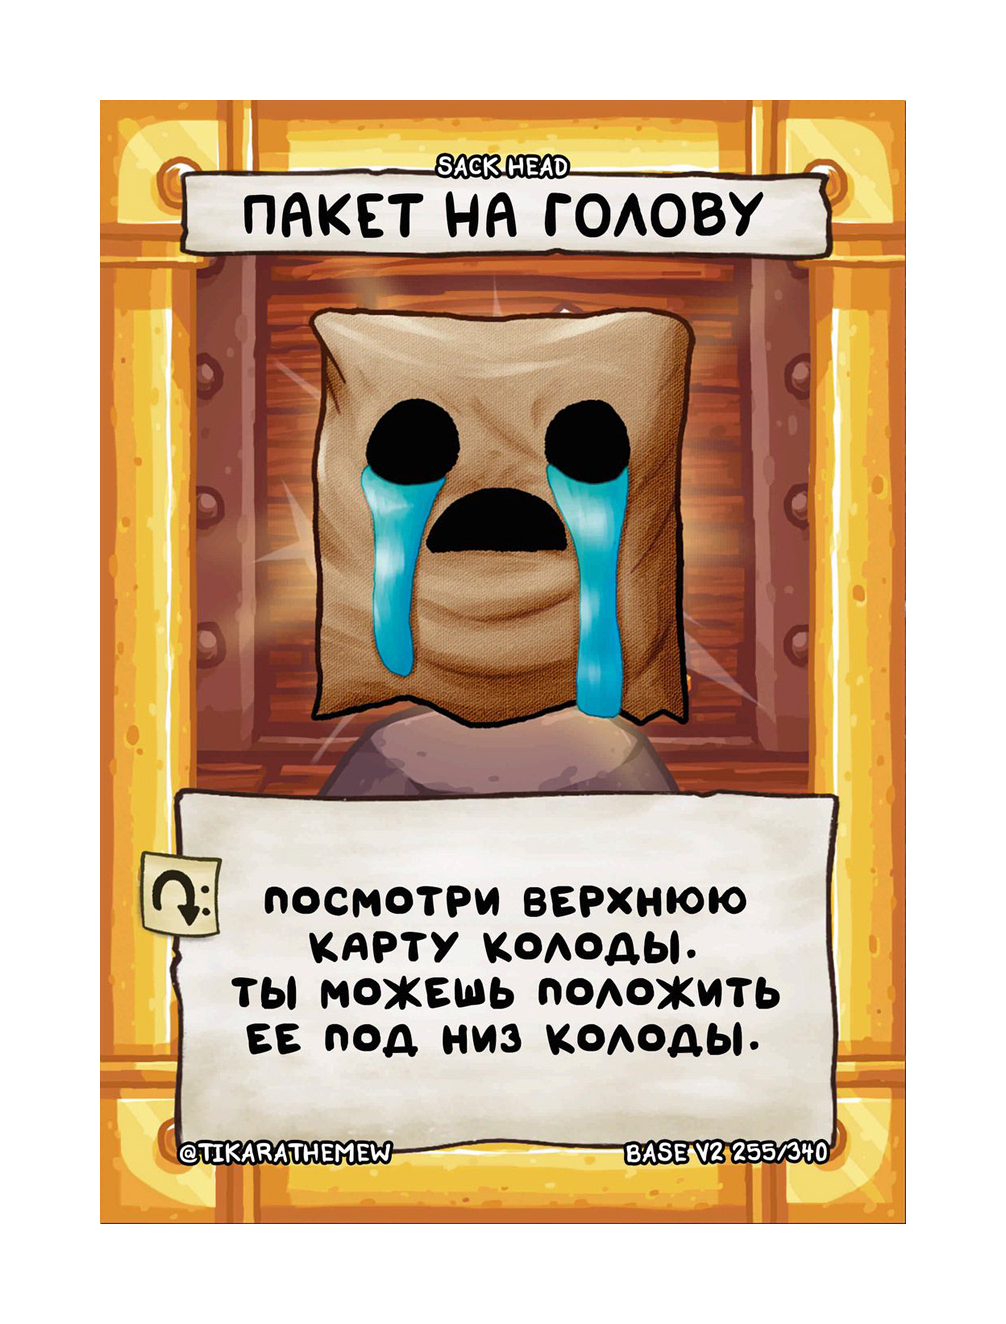 SACK HEAD
ПАКЕТ НА ГОЛОВУ
ПОСМОТРИ ВЕРХНЮЮ
КАРТУ КОЛОДЫ.
ТЫ МОЖЕШЬ ПОЛОЖИТЬ
ЕЕ ПОД НИЗ КОЛОДЫ.
@TIKARATHEMEW
BASE V2 255/340